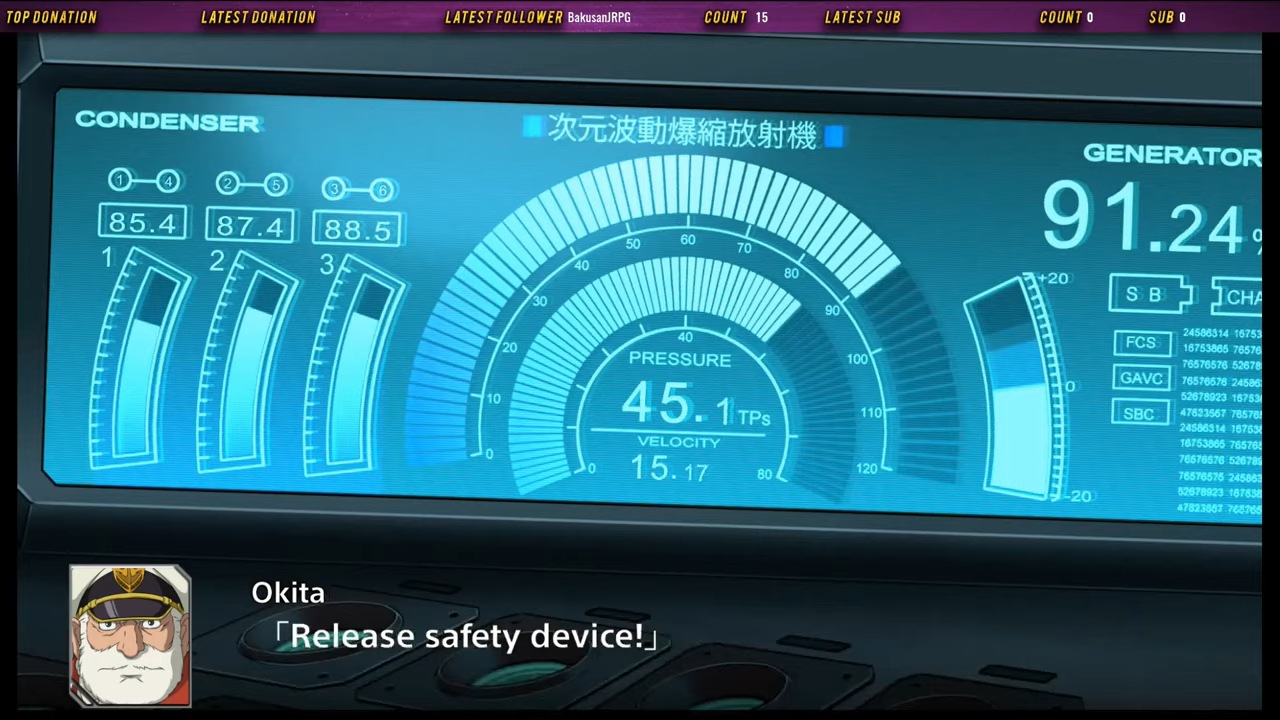 TOP DONATION LATEST DONATION LATEST FOLLOWER BakusanJRPG COUNT 15 LATEST SUB COUNT 0 SUB 0
CONDENSER
次元波動爆縮放射機
GENERATOR
1 4 2 5 3 6
85.4 87.4 88.5
91.24%
1 2 3
0 10 20 30 40 50 60 70 80 90 100 110 120
0 40 80
PRESSURE
45.1 TPs
VELOCITY
15.17
+20
0
-20
S B
CHA
FCS
GAVC
SBC
Okita
「Release safety device!」